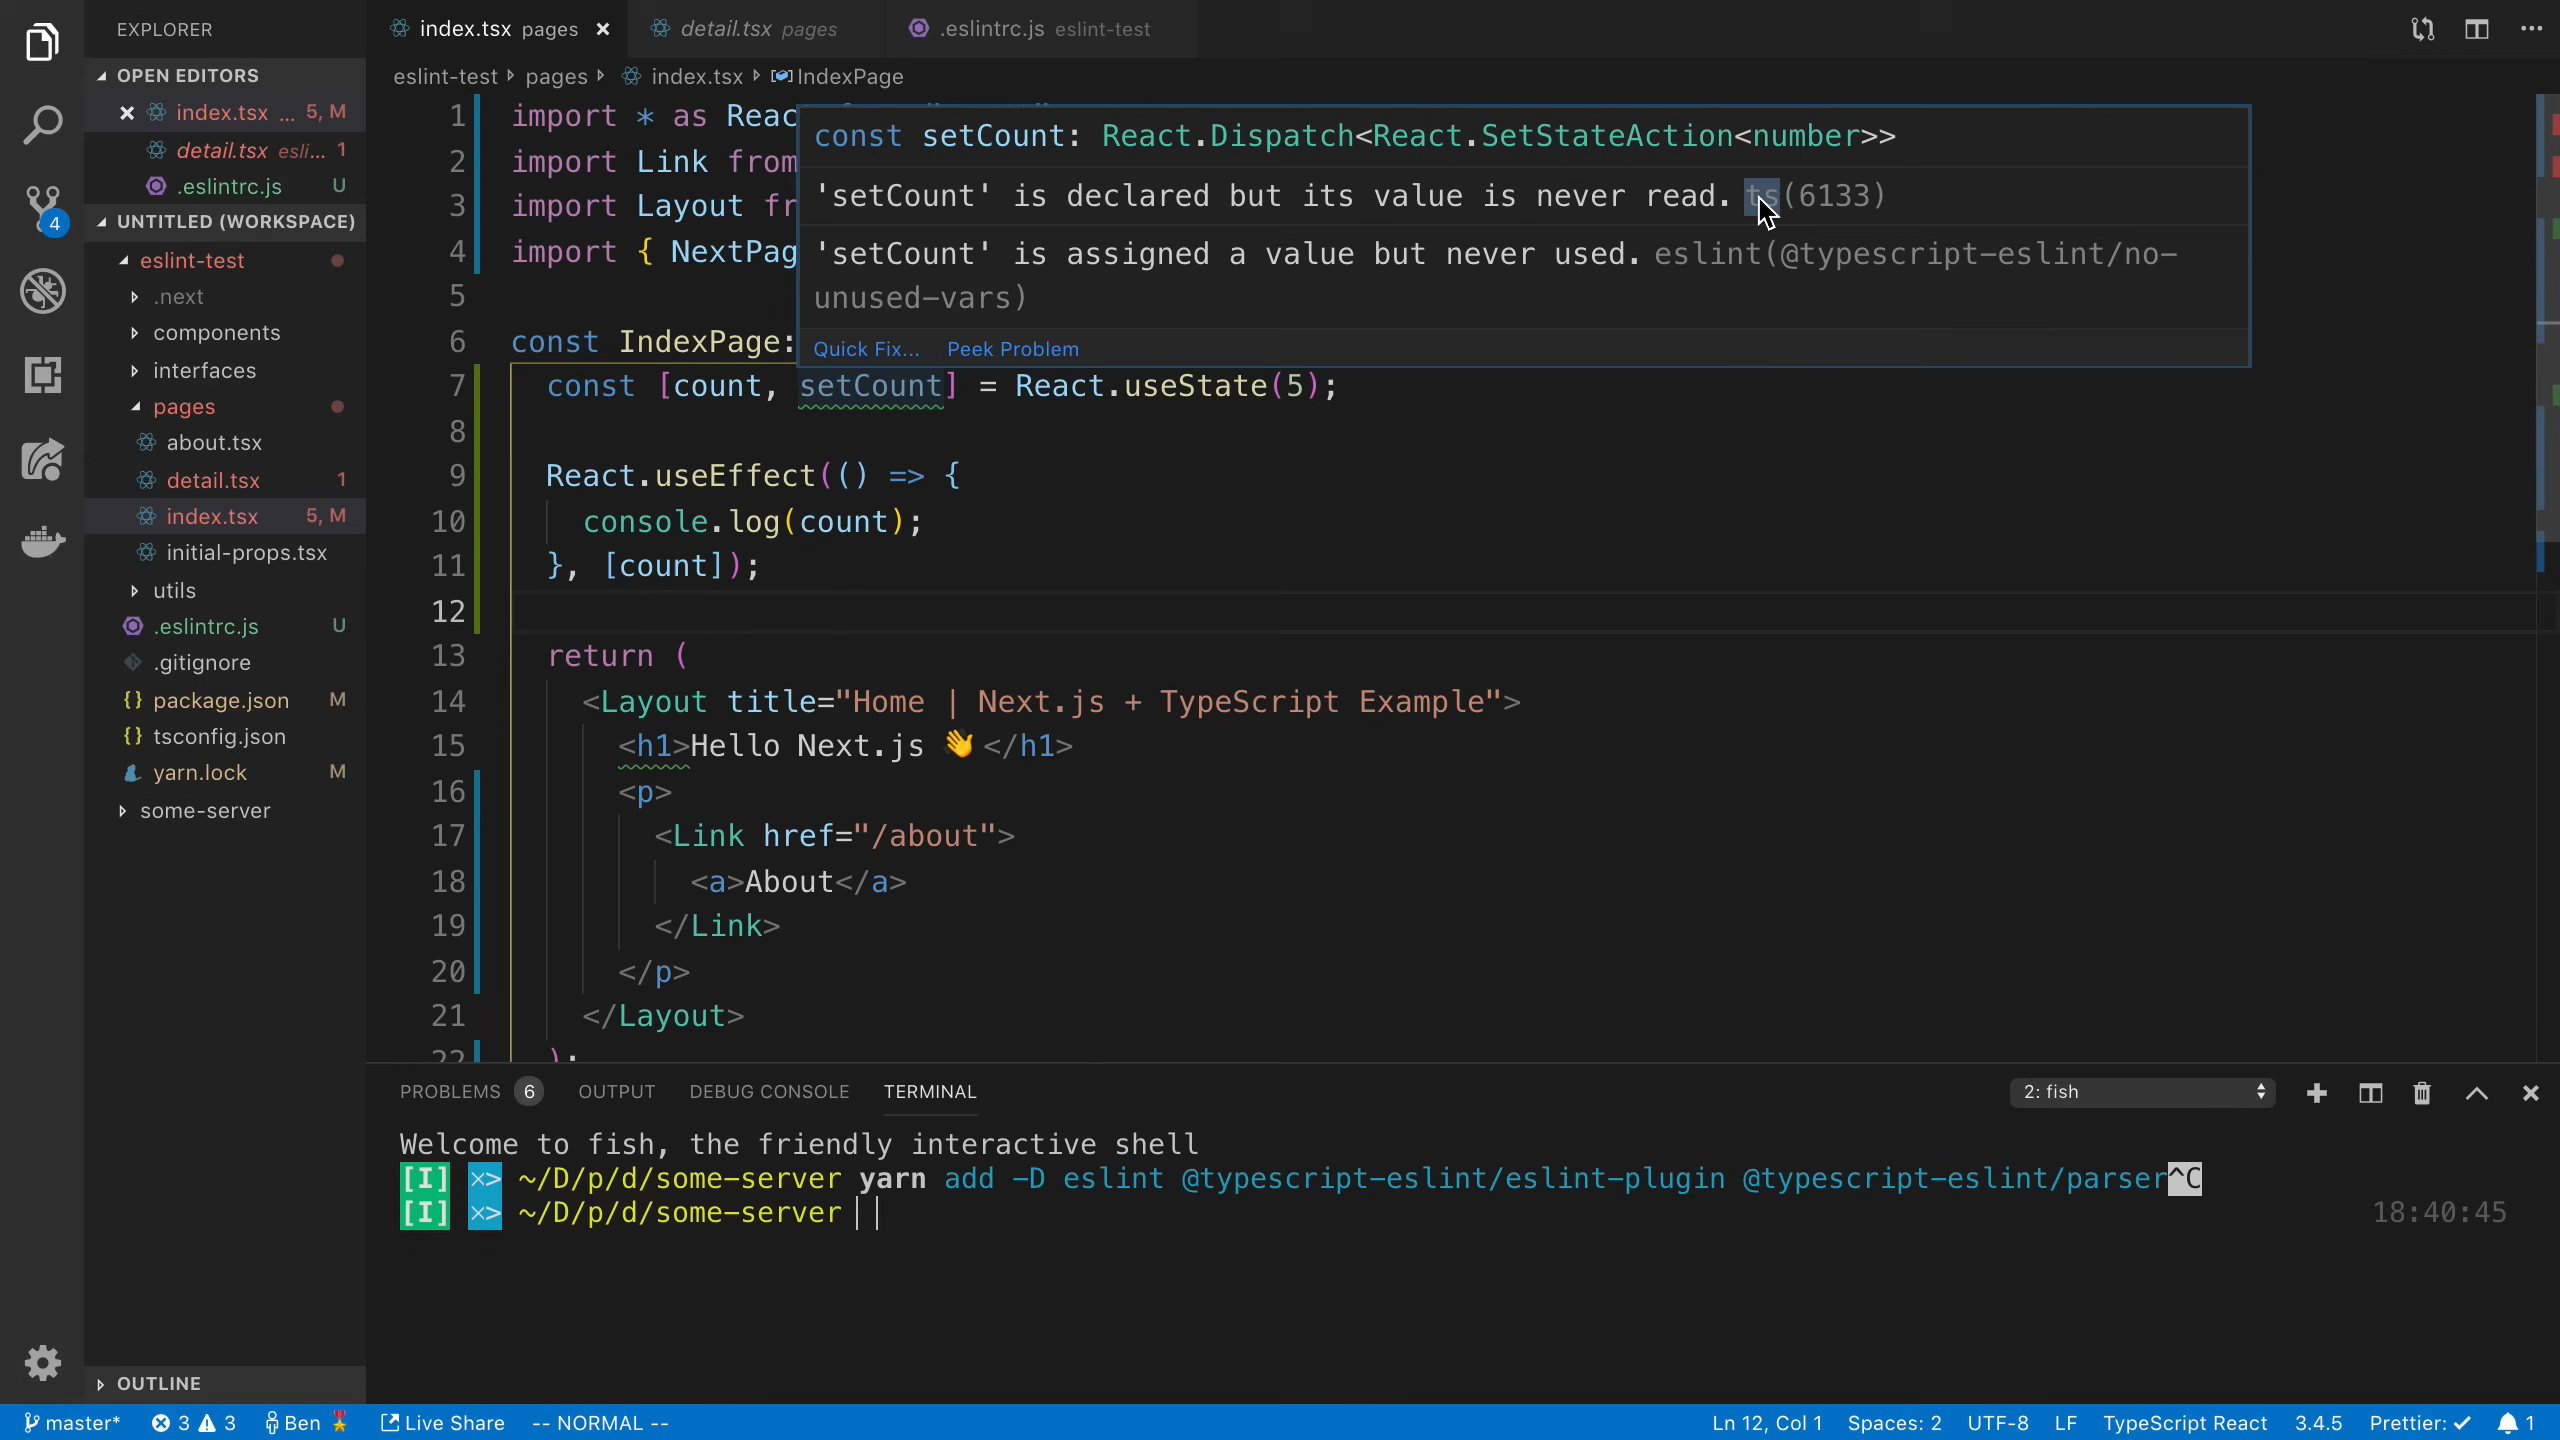 EXPLORER
OPEN EDITORS
index.tsx ... 5, M
detail.tsx esli... 1
.eslintrc.js U
4
UNTITLED (WORKSPACE)
eslint-test
.next
components
interfaces
pages
about.tsx
detail.tsx 1
index.tsx 5, M
initial-props.tsx
utils
.eslintrc.js U
.gitignore
{} package.json M
{} tsconfig.json
yarn.lock M
some-server
OUTLINE
index.tsx pages
detail.tsx pages
.eslintrc.js eslint-test
eslint-test pages index.tsx IndexPage
1 import * as Reac
2 import Link from
3 import Layout fr
4 import { NextPag
5
6 const IndexPage:
const setCount: React.Dispatch<React.SetStateAction<number>>
'setCount' is declared but its value is never read. ts(6133)
'setCount' is assigned a value but never used. eslint(@typescript-eslint/no-
unused-vars)
Quick Fix... Peek Problem
7 const [count, setCount] = React.useState(5);
8
9 React.useEffect(() => {
10 console.log(count);
11 }, [count]);
12
13 return (
14 <Layout title="Home | Next.js + TypeScript Example">
15 <h1>Hello Next.js 👋</h1>
16 <p>
17 <Link href="/about">
18 <a>About</a>
19 </Link>
20 </p>
21 </Layout>
22 );
PROBLEMS 6 OUTPUT DEBUG CONSOLE TERMINAL 2: fish
Welcome to fish, the friendly interactive shell
[I] ×> ~/D/p/d/some-server yarn add -D eslint @typescript-eslint/eslint-plugin @typescript-eslint/parser^C
[I] ×> ~/D/p/d/some-server 18:40:45
master* 3 3 Ben 🏅 Live Share -- NORMAL -- Ln 12, Col 1 Spaces: 2 UTF-8 LF TypeScript React 3.4.5 Prettier: ✓ 1